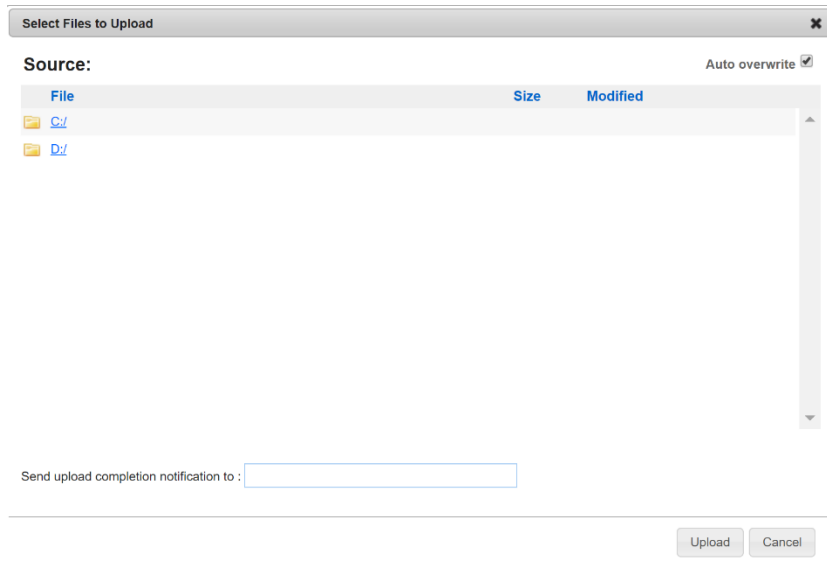 Select Files to Upload
Source:
Auto overwrite
File Size Modified
C:/
D:/
Send upload completion notification to :
Upload Cancel